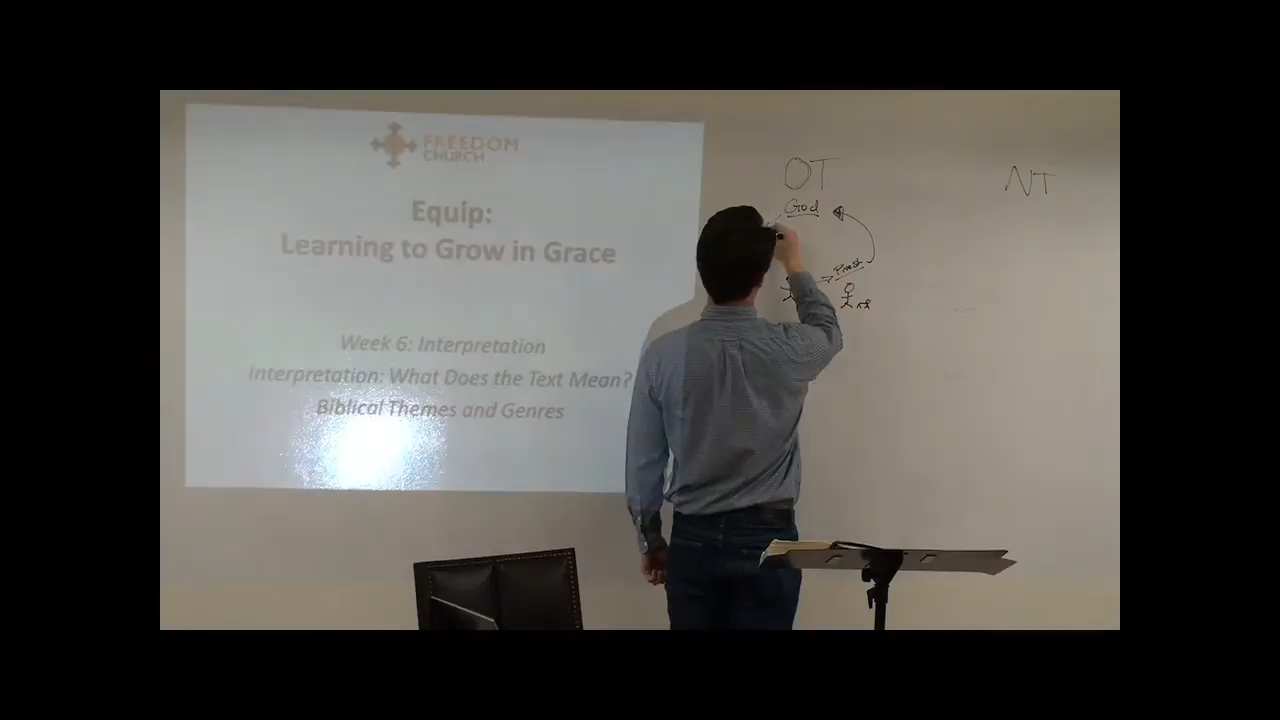 FREEDOM
CHURCH
Equip:
Learning to Grow in Grace
Week 6: Interpretation
Interpretation: What Does the Text Mean?
Biblical Themes and Genres
OT
God
Priest
NT